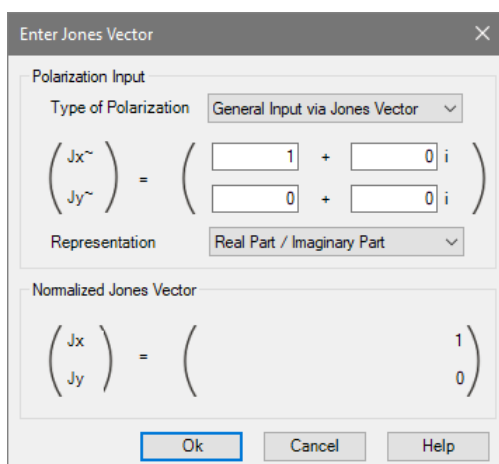 Enter Jones Vector
Polarization Input
Type of Polarization General Input via Jones Vector
Jx~ 1 + 0 i
=
Jy~ 0 + 0 i
Representation Real Part / Imaginary Part
Normalized Jones Vector
Jx 1
=
Jy 0
Ok Cancel Help